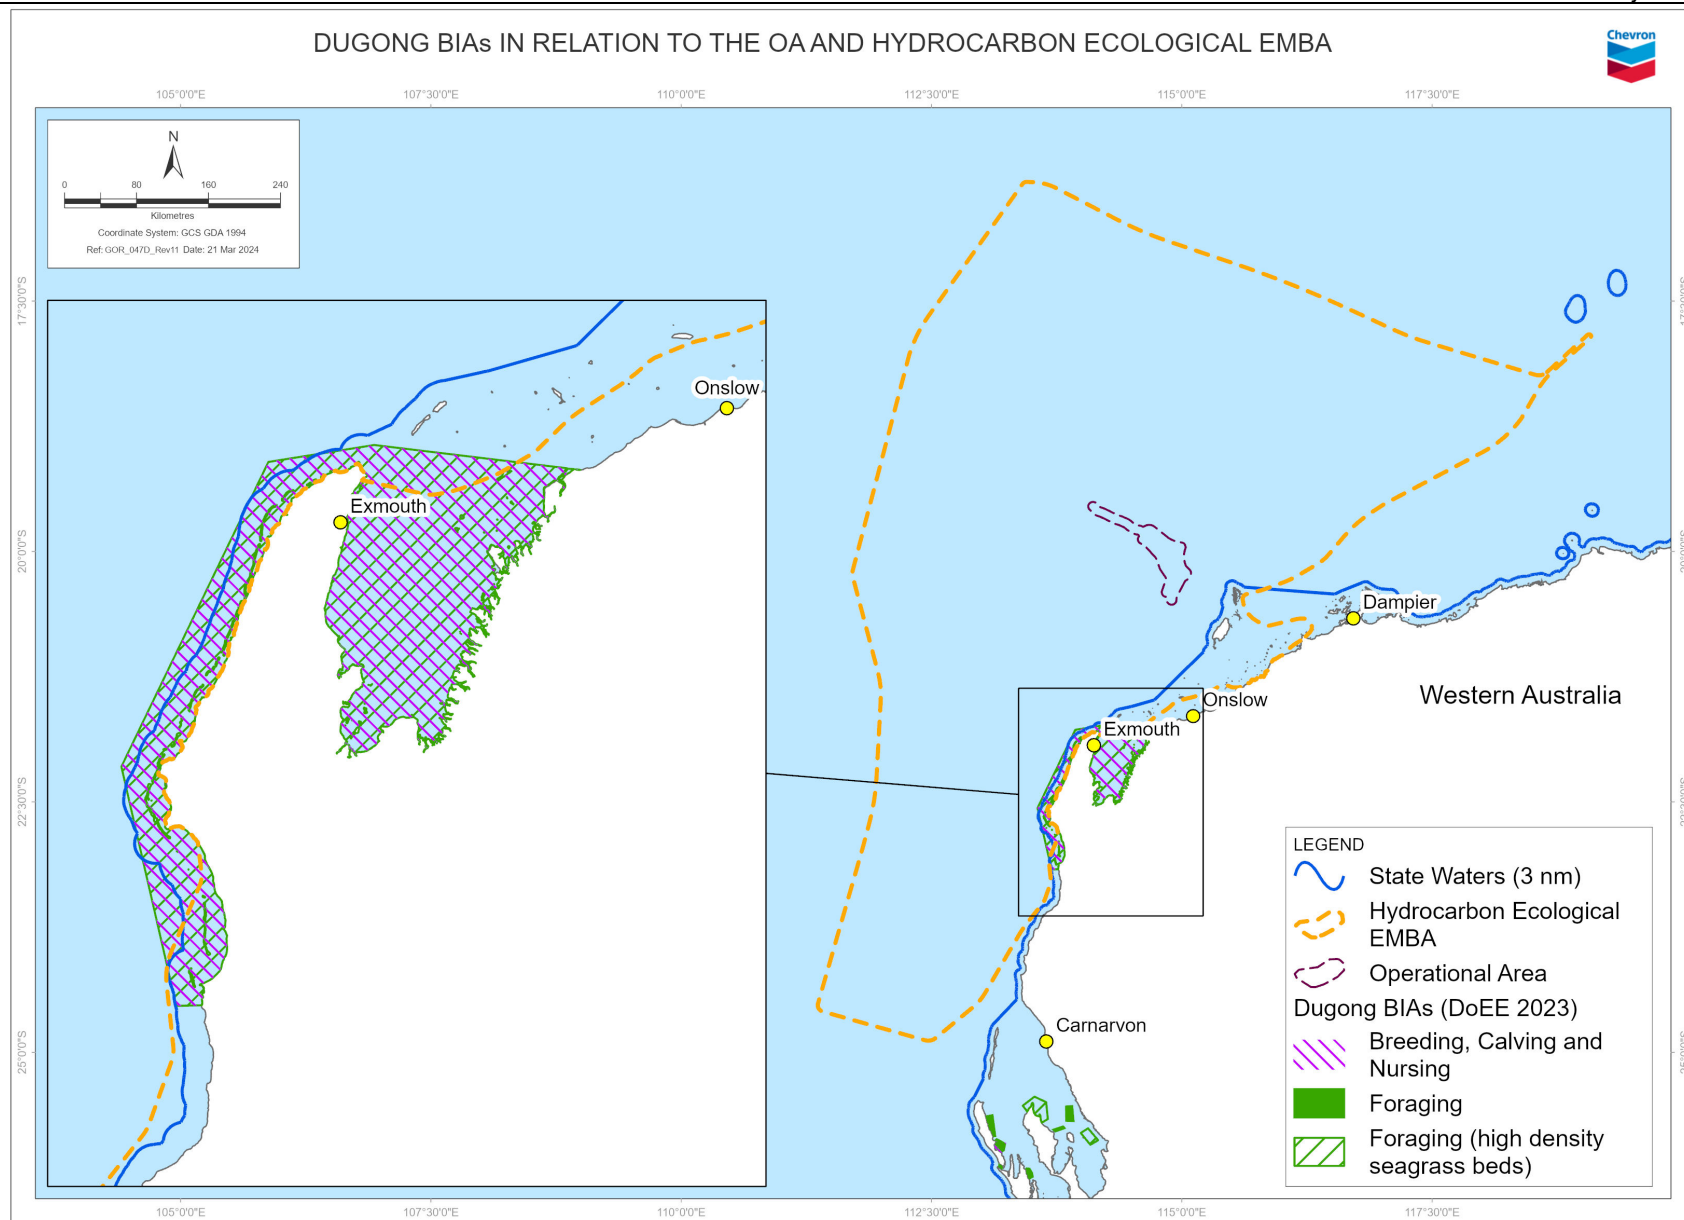 DUGONG BIAs IN RELATION TO THE OA AND HYDROCARBON ECOLOGICAL EMBA
Chevron
105°0'0"E 107°30'0"E 110°0'0"E 112°30'0"E 115°0'0"E 117°30'0"E
N
0 80 160 240
Kilometres
Coordinate System: GCS GDA 1994
Ref: GOR_047D_Rev11 Date: 21 Mar 2024
17°30'0"S
20°0'0"S
22°30'0"S
25°0'0"S
Onslow
Exmouth
Dampier
Western Australia
Onslow
Exmouth
Carnarvon
LEGEND
State Waters (3 nm)
Hydrocarbon Ecological
EMBA
Operational Area
Dugong BIAs (DoEE 2023)
Breeding, Calving and
Nursing
Foraging
Foraging (high density
seagrass beds)
105°0'0"E 107°30'0"E 110°0'0"E 112°30'0"E 115°0'0"E 117°30'0"E